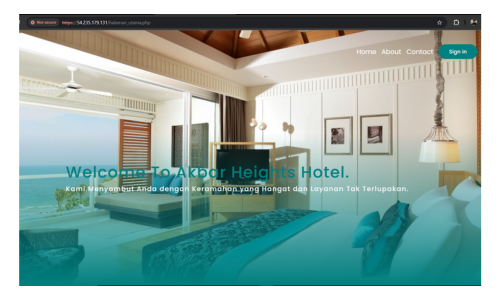 Not secure https://54.235.179.131/halaman_utama.php
Home About Contact Sign In
Welcome To Akbar Heights Hotel.
Kami Menyambut Anda dengan Keramahan yang Hangat dan Layanan Tak Terlupakan.